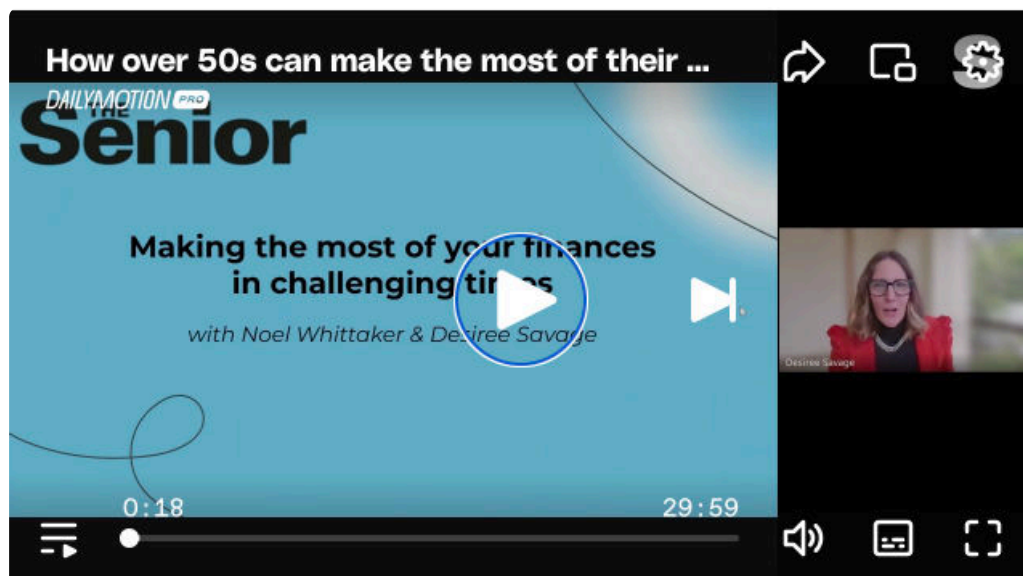 How over 50s can make the most of their ...
DAILYMOTION PRO
THE
Senior
Making the most of your finances
in challenging times
with Noel Whittaker & Desiree Savage
Desiree Savage
0:18
29:59